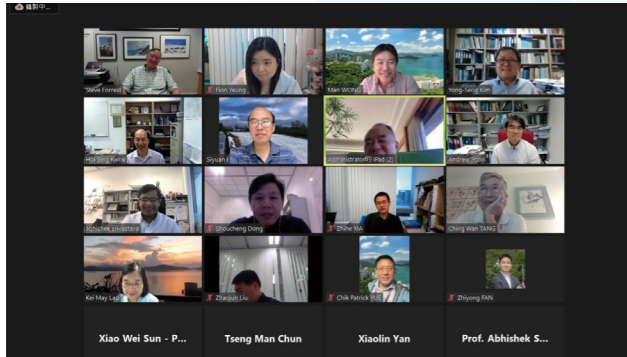 錄製中...
Steve Forrest
Fion Yeung
Man WONG
Yong-Seog Kim
Hoi Sing Kwok
Siyuan
Administrator的 iPad (2)
Andrew Poon
abhishek srivastava
Shoucheng Dong
Zhine XIA
Ching Wan TANG
Kei May Lau
Zhaojun Liu
Chik Patrick YUE
Zhiyong FAN
Xiao Wei Sun - P...
Tseng Man Chun
Xiaolin Yan
Prof. Abhishek S...